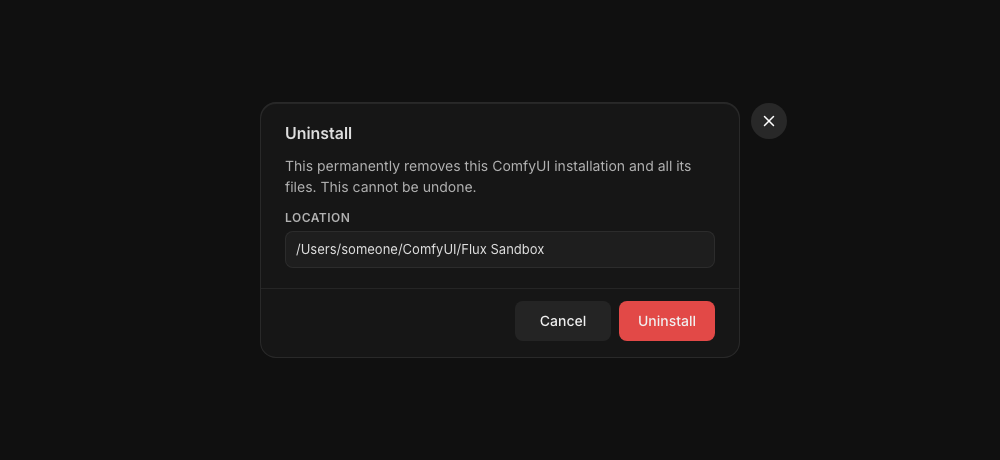 Uninstall
This permanently removes this ComfyUI installation and all its
files. This cannot be undone.
LOCATION
/Users/someone/ComfyUI/Flux Sandbox
Cancel
Uninstall